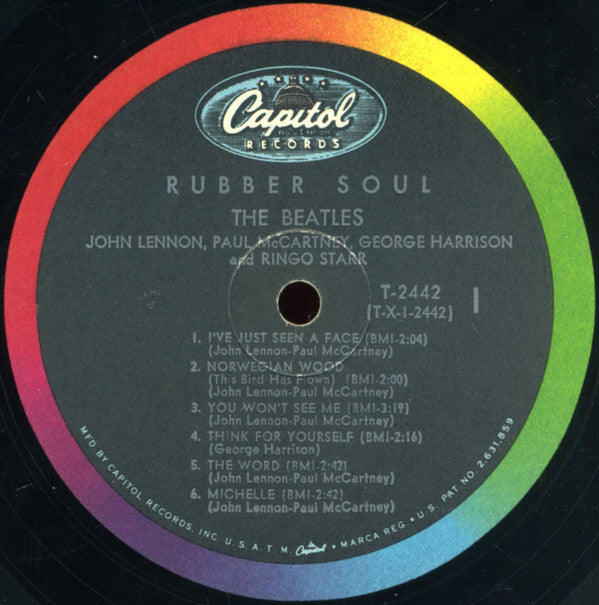 Capitol
RECORDS
RUBBER SOUL
THE BEATLES
JOHN LENNON, PAUL McCARTNEY, GEORGE HARRISON
and RINGO STARR
T-2442
(T-X-1-2442)
1
1. I'VE JUST SEEN A FACE (BMI-2:04)
(John Lennon-Paul McCartney)
2. NORWEGIAN WOOD
(This Bird Has Flown) (BMI-2:00)
(John Lennon-Paul McCartney)
3. YOU WON'T SEE ME (BMI-3:19)
(John Lennon-Paul McCartney)
4. THINK FOR YOURSELF (BMI-2:16)
(George Harrison)
5. THE WORD (BMI-2:42)
(John Lennon-Paul McCartney)
6. MICHELLE (BMI-2:42)
(John Lennon-Paul McCartney)
MFD. BY CAPITOL RECORDS, INC. U.S.A. T.M. Capitol • MARCA REG. • U.S. PAT. NO. 2,631,859